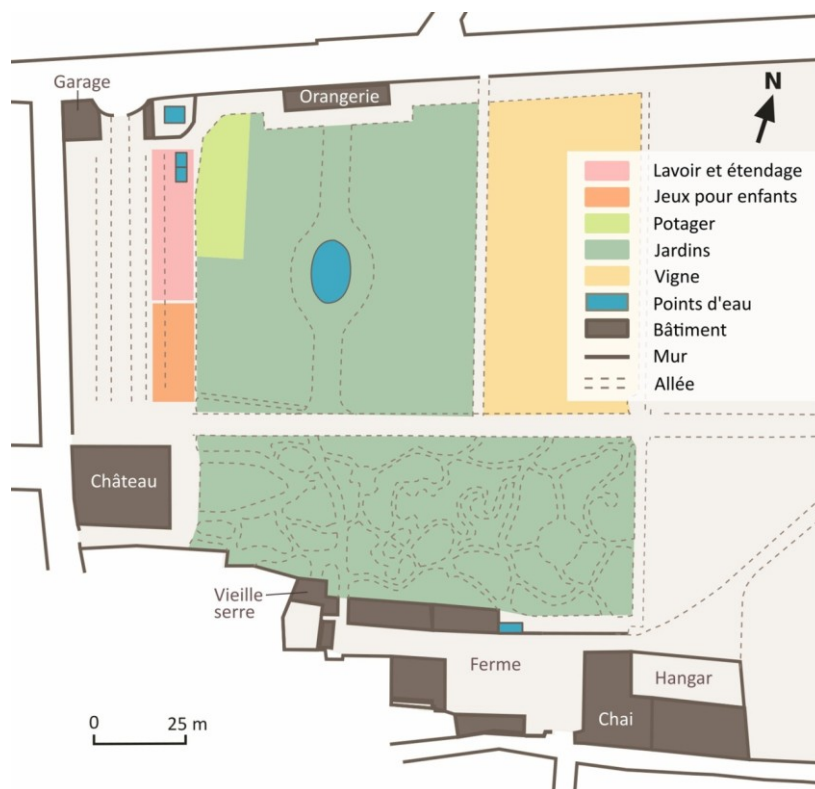 Garage
Orangerie
N
Lavoir et étendage
Jeux pour enfants
Potager
Jardins
Vigne
Points d'eau
Bâtiment
Mur
Allée
Château
Vieille
serre
Ferme
Hangar
Chai
0 25 m